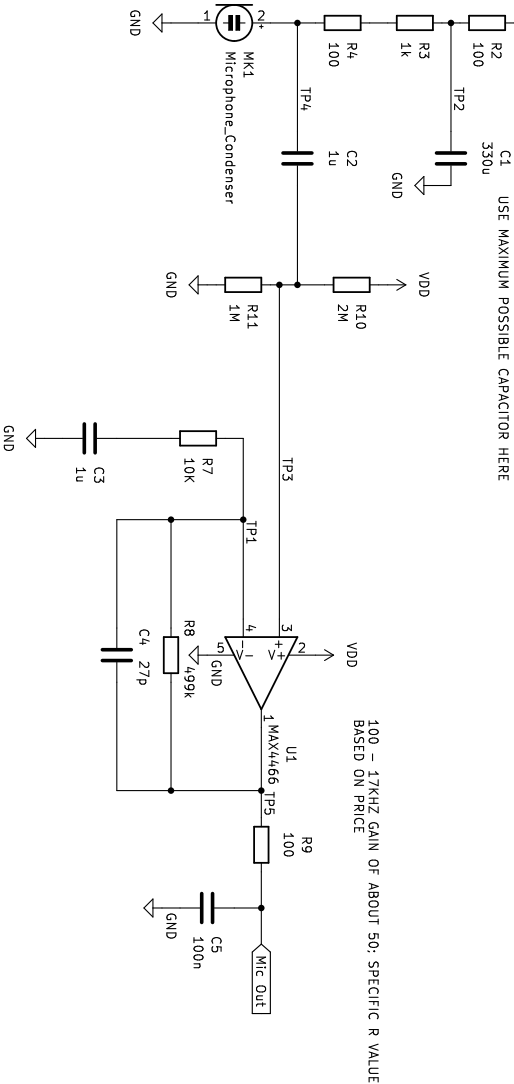 R2
100
C1
330u
USE MAXIMUM POSSIBLE CAPACITOR HERE
TP2
GND
R3
1k
R4
100
TP4
C2
1u
MK1
Microphone_Condenser
1
2
+
GND
VDD
R10
2M
R11
1M
GND
TP3
R7
10K
C3
1u
GND
TP1
VDD
3
+
2
V+
4
-
5
V-
GND
1
U1
MAX4466
R8
499k
C4
27p
TP5
100 - 17KHZ GAIN OF ABOUT 50; SPECIFIC R VALUE
BASED ON PRICE
R9
100
C5
100n
GND
Mic Out